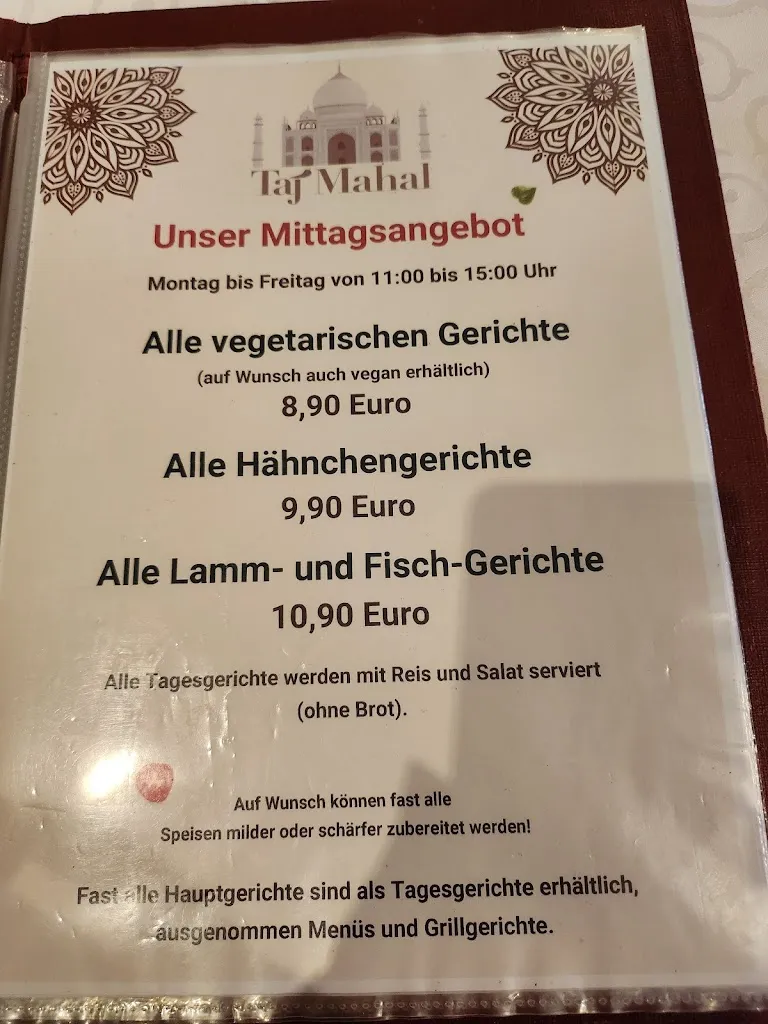 Taj Mahal
Unser Mittagsangebot
Montag bis Freitag von 11:00 bis 15:00 Uhr
Alle vegetarischen Gerichte
(auf Wunsch auch vegan erhältlich)
8,90 Euro
Alle Hähnchengerichte
9,90 Euro
Alle Lamm- und Fisch-Gerichte
10,90 Euro
Alle Tagesgerichte werden mit Reis und Salat serviert
(ohne Brot).
Auf Wunsch können fast alle
Speisen milder oder schärfer zubereitet werden!
Fast alle Hauptgerichte sind als Tagesgerichte erhältlich,
ausgenommen Menüs und Grillgerichte.